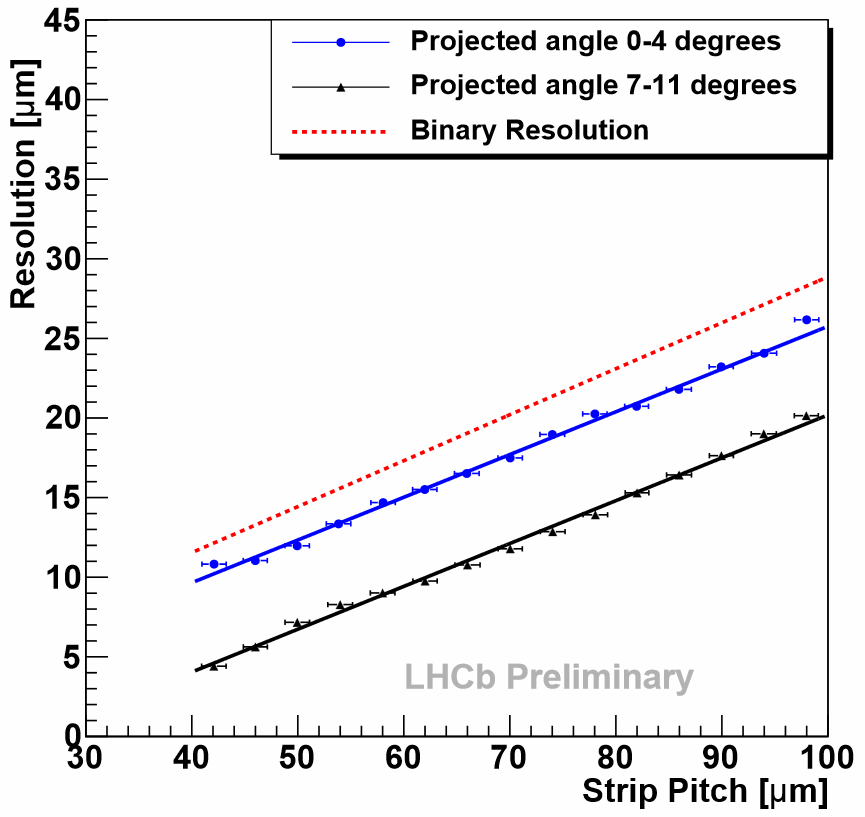 Projected angle 0-4 degrees
Projected angle 7-11 degrees
Binary Resolution
Resolution [μm]
45
40
35
30
25
20
15
10
5
0
LHCb Preliminary
30 40 50 60 70 80 90 100
Strip Pitch [μm]